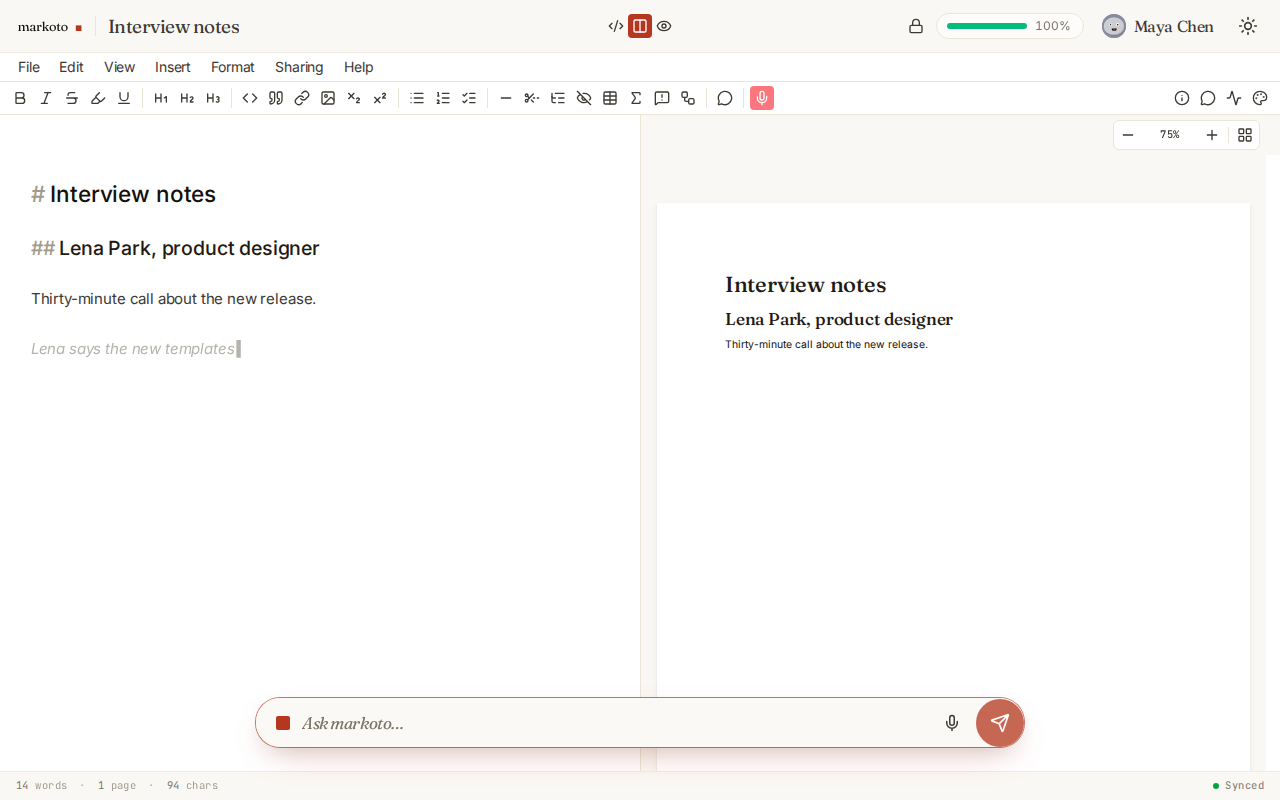 markoto
Interview notes
100%
Maya Chen
File Edit View Insert Format Sharing Help
H1 H2 H3
75%
# Interview notes
## Lena Park, product designer
Thirty-minute call about the new release.
Lena says the new templates
Interview notes
Lena Park, product designer
Thirty-minute call about the new release.
Ask markoto...
14 words · 1 page · 94 chars
Synced